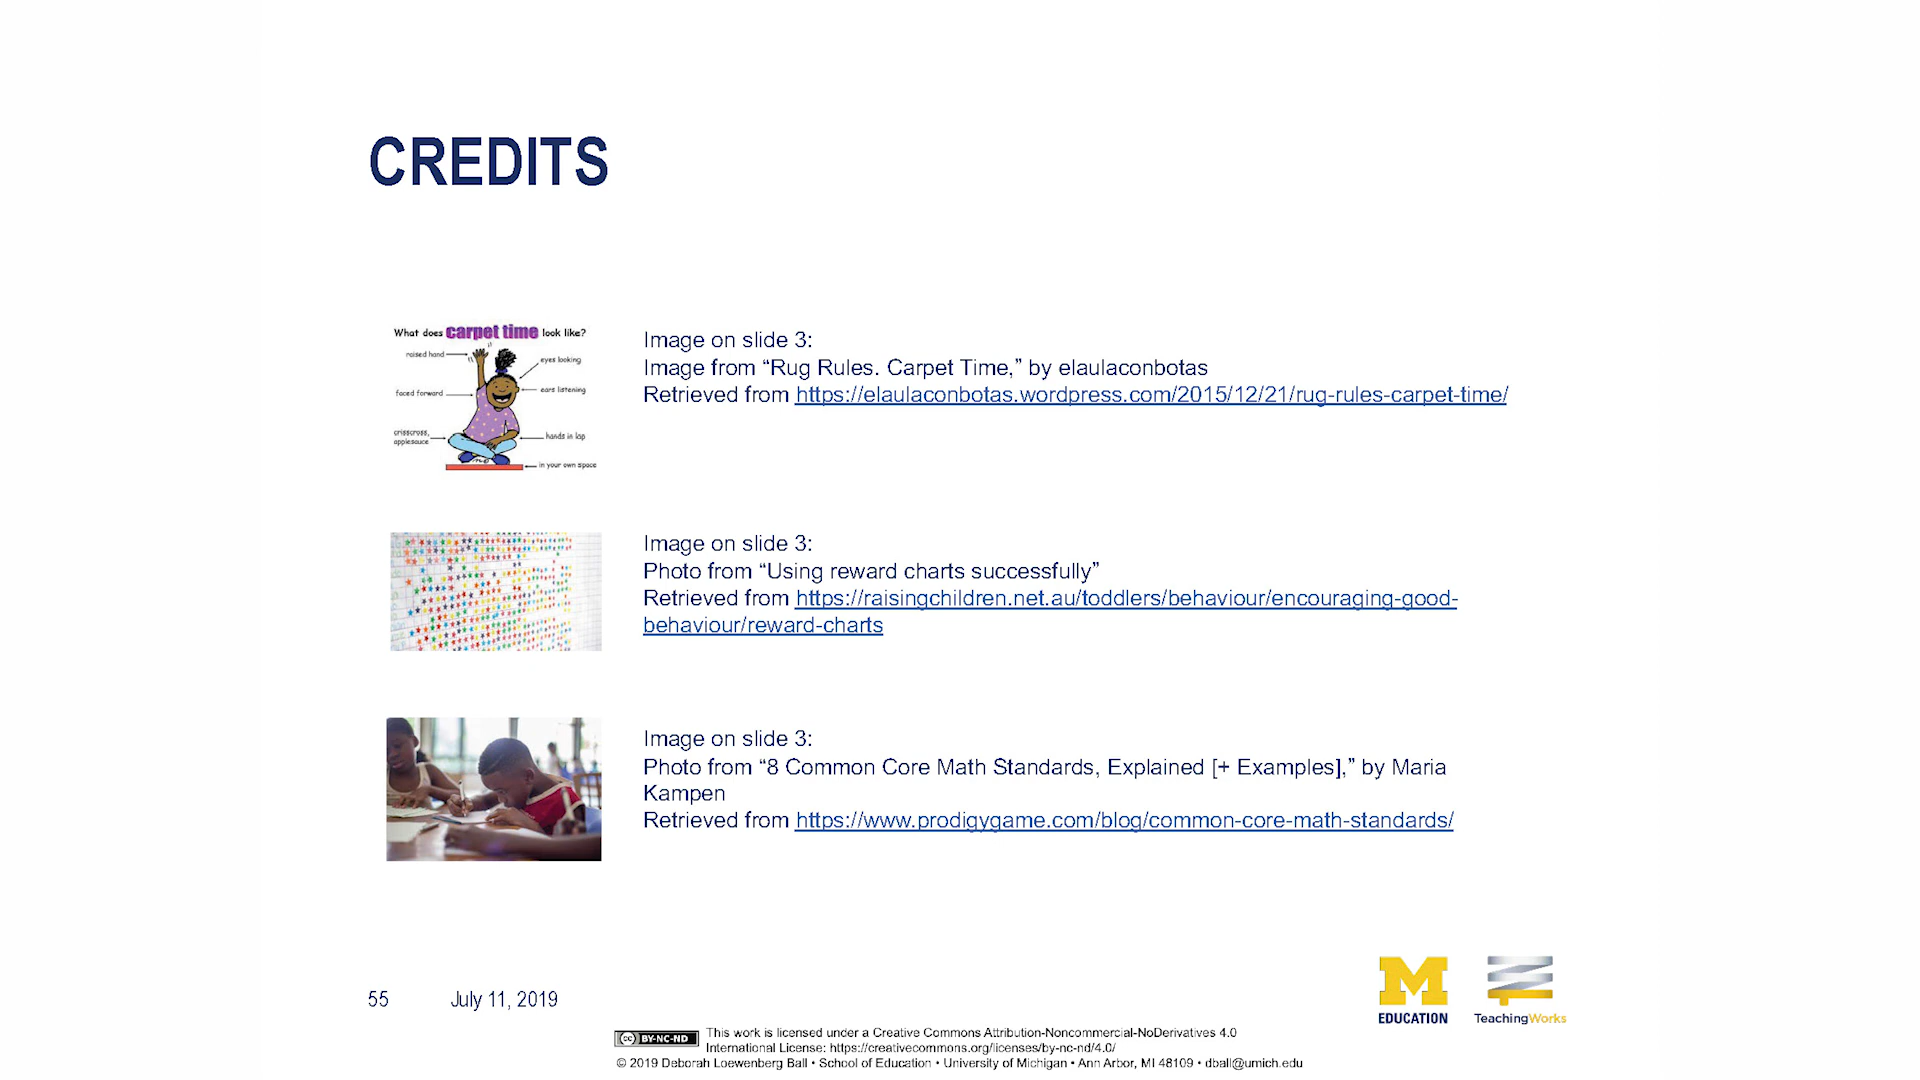 CREDITS
What does carpet time look like?
raised hand
eyes looking
faced forward
ears listening
crisscross,
applesauce
hands in lap
in your own space
Image on slide 3:
Image from “Rug Rules. Carpet Time,” by elaulaconbotas
Retrieved from https://elaulaconbotas.wordpress.com/2015/12/21/rug-rules-carpet-time/
Image on slide 3:
Photo from “Using reward charts successfully”
Retrieved from https://raisingchildren.net.au/toddlers/behaviour/encouraging-good-
behaviour/reward-charts
Image on slide 3:
Photo from “8 Common Core Math Standards, Explained [+ Examples],” by Maria
Kampen
Retrieved from https://www.prodigygame.com/blog/common-core-math-standards/
55 July 11, 2019
M
EDUCATION
TeachingWorks
cc BY-NC-ND
This work is licensed under a Creative Commons Attribution-Noncommercial-NoDerivatives 4.0
International License: https://creativecommons.org/licenses/by-nc-nd/4.0/
© 2019 Deborah Loewenberg Ball • School of Education • University of Michigan • Ann Arbor, MI 48109 • dball@umich.edu